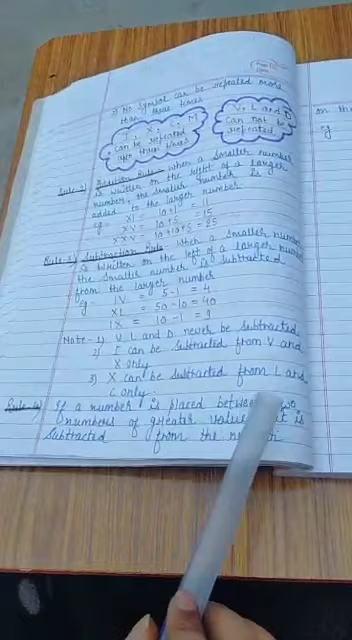 2) No symbol can be repeated more
than three times
I, X, C, M
can be repeated
upto three times
V, L and D
Can not be
repeated
Rule-2) Addition Rule - When a smaller number
is written on the right of a larger
number, the smaller number is
added to the larger number
eg - XI = 10+1 = 11
XV = 10+5 = 15
XXV = 10+10+5 = 25
Rule-3) Subtraction Rule - When a smaller number
is written on the left of a larger number
the smaller number is subtracted
from the larger number
eg - IV = 5-1 = 4
XL = 50-10 = 40
IX = 10-1 = 9
Note - 1) V, L and D never be subtracted
2) I can be subtracted from V and
X only
3) X can be subtracted from L and
C only
Rule 4) If a number is placed between two
numbers of greater value it is
subtracted from the
on th
eg